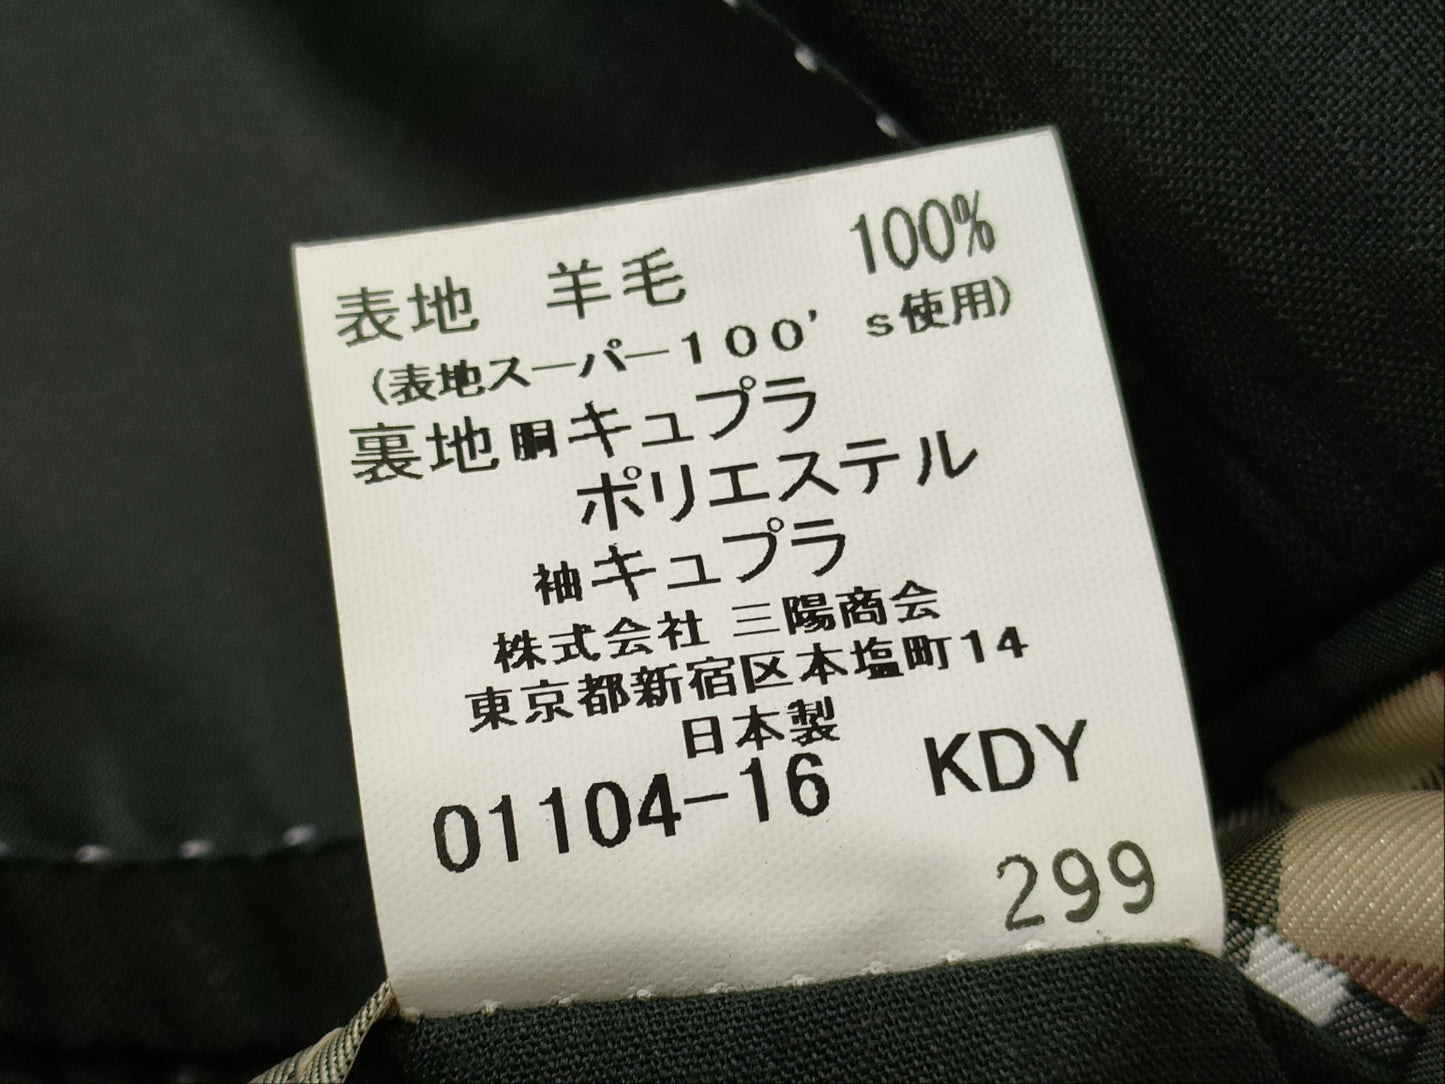 表地 羊毛 100%
(表地スーパー100's使用)
裏地胴キュプラ
ポリエステル
袖キュプラ
株式会社 三陽商会
東京都新宿区本塩町14
日本製
01104-16 KDY
299